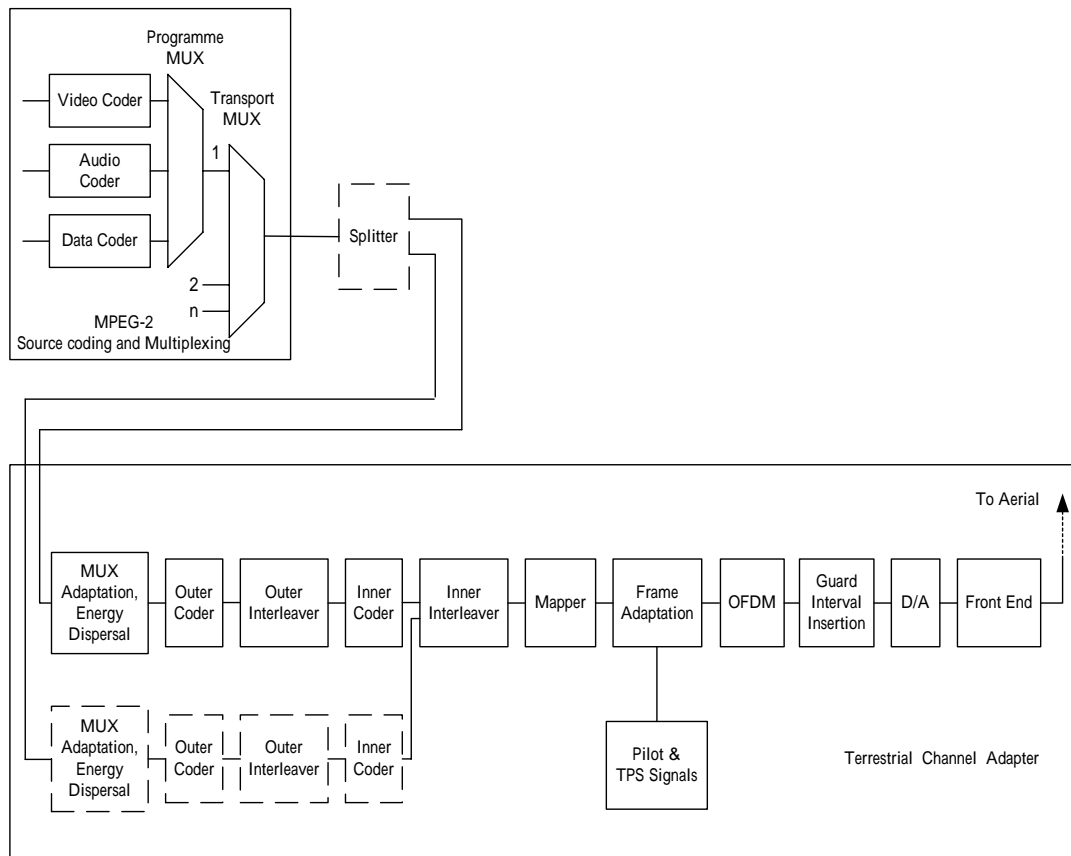 Programme
MUX
Video Coder
Transport
MUX
Audio
Coder
1
Data Coder
Splitter
2
n
MPEG-2
Source coding and Multiplexing
To Aerial
MUX
Adaptation,
Energy
Dispersal
Outer
Coder
Outer
Interleaver
Inner
Coder
Inner
Interleaver
Mapper
Frame
Adaptation
OFDM
Guard
Interval
Insertion
D/A
Front End
MUX
Adaptation,
Energy
Dispersal
Outer
Coder
Outer
Interleaver
Inner
Coder
Pilot &
TPS Signals
Terrestrial Channel Adapter